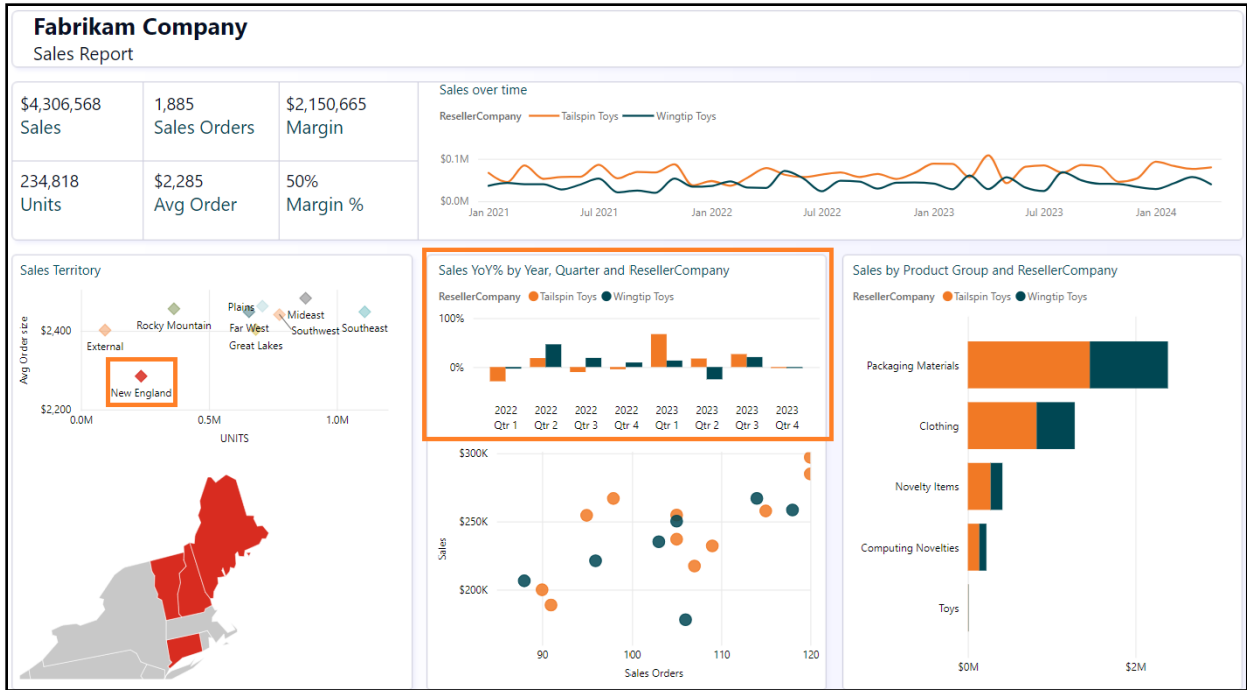 Fabrikam Company
Sales Report
$4,306,568
Sales
1,885
Sales Orders
$2,150,665
Margin
234,818
Units
$2,285
Avg Order
50%
Margin %
Sales over time
ResellerCompany Tailspin Toys Wingtip Toys
$0.1M
$0.0M
Jan 2021 Jul 2021 Jan 2022 Jul 2022 Jan 2023 Jul 2023 Jan 2024
Sales Territory
Avg Order size
$2,400
$2,200
Plains
Mideast
Rocky Mountain
Far West
Southwest
Southeast
External
Great Lakes
New England
0.0M 0.5M 1.0M
UNITS
Sales YoY% by Year, Quarter and ResellerCompany
ResellerCompany Tailspin Toys Wingtip Toys
100%
0%
2022 2022 2022 2022 2023 2023 2023 2023
Qtr 1 Qtr 2 Qtr 3 Qtr 4 Qtr 1 Qtr 2 Qtr 3 Qtr 4
$300K
$250K
$200K
Sales
90 100 110 120
Sales Orders
Sales by Product Group and ResellerCompany
ResellerCompany Tailspin Toys Wingtip Toys
Packaging Materials
Clothing
Novelty Items
Computing Novelties
Toys
$0M $2M